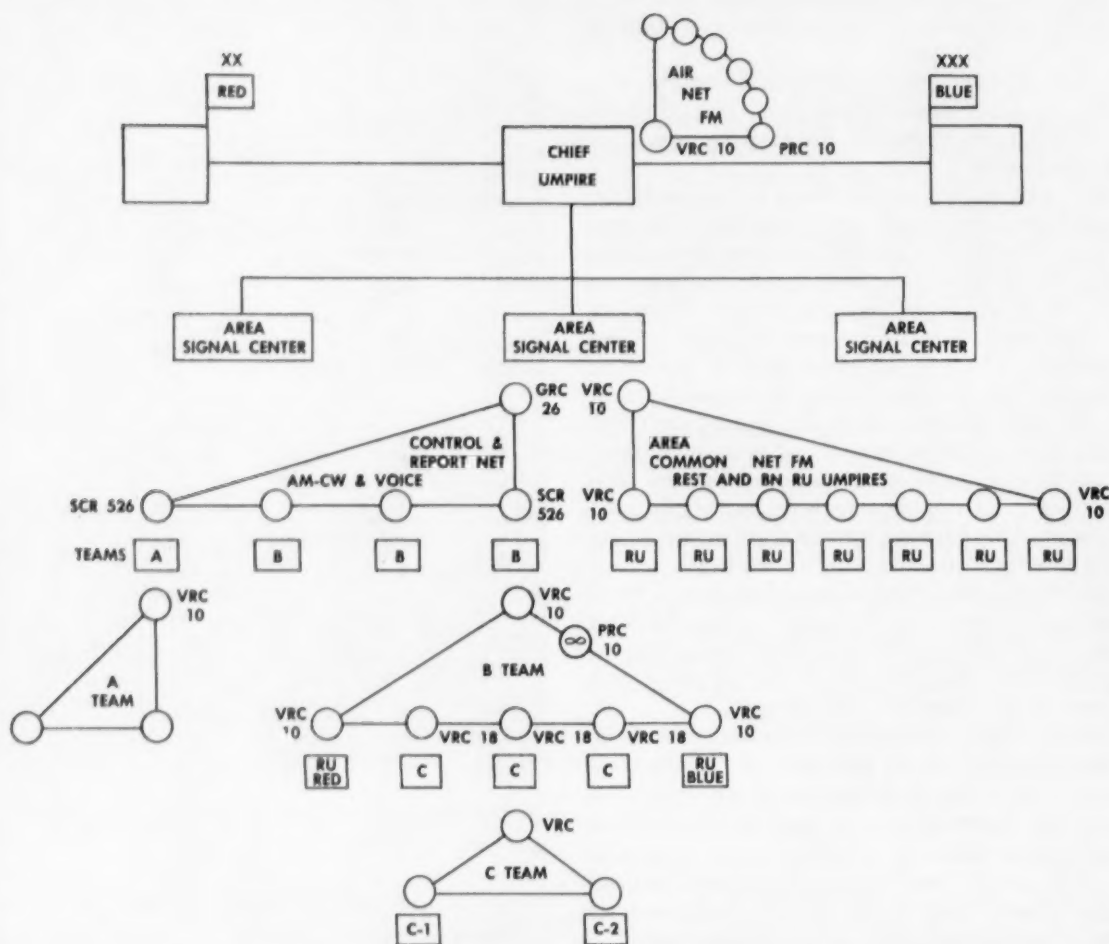 XX
RED
AIR
NET
FM
VRC 10
PRC 10
XXX
BLUE
CHIEF
UMPIRE
AREA
SIGNAL CENTER
AREA
SIGNAL CENTER
AREA
SIGNAL CENTER
GRC
26
CONTROL &
REPORT NET
AM-CW & VOICE
SCR 526
SCR
526
VRC
10
AREA
COMMON NET FM
REST AND BN RU UMPIRES
VRC
10
VRC
10
TEAMS
A
B
B
B
RU
RU
RU
RU
RU
RU
RU
VRC
10
A
TEAM
VRC
10
PRC
10
B TEAM
VRC
10
VRC 18
VRC 18
VRC 18
VRC
10
RU
RED
C
C
C
RU
BLUE
VRC
C TEAM
C-1
C-2